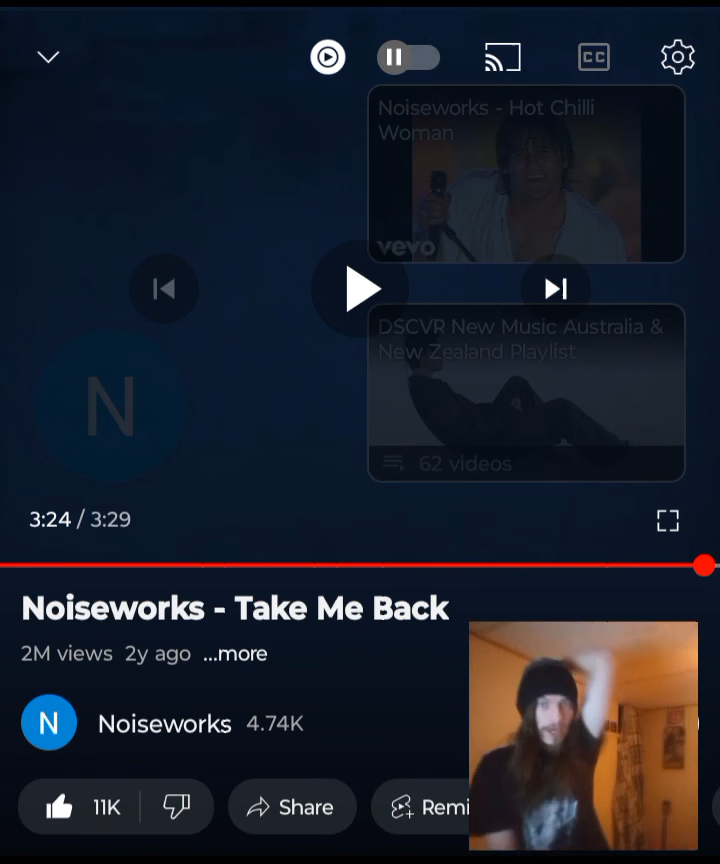 CC
Noiseworks - Hot Chilli
Woman
vevo
DSCVR New Music Australia &
New Zealand Playlist
62 videos
N
3:24 / 3:29
Noiseworks - Take Me Back
2M views 2y ago ...more
N Noiseworks 4.74K
11K Share Remi